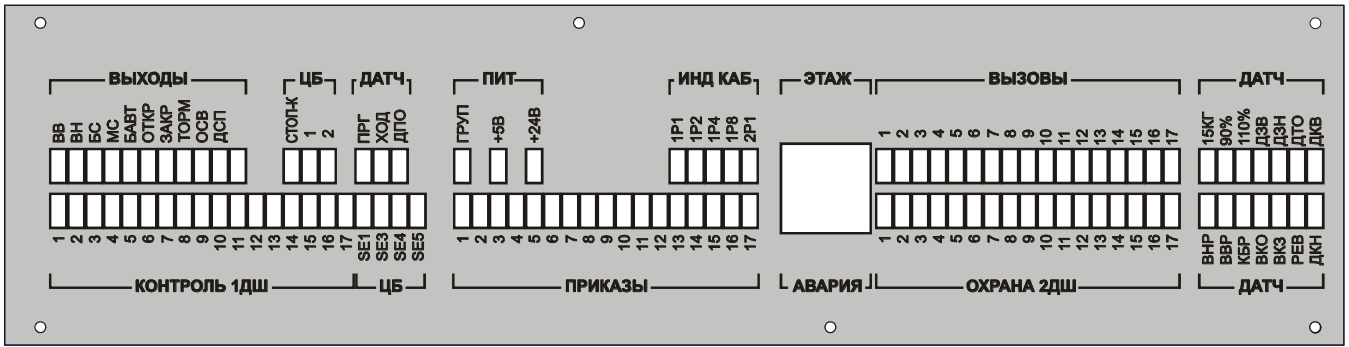 ВЫХОДЫ ЦБ ДАТЧ ПИТ ИНД КАБ ЭТАЖ ВЫЗОВЫ ДАТЧ
ВВ ВН БС МС БАВТ ОТКР ЗАКР ТОРМ ОСВ ДСП СТОП-К 1 2 ПРГ ХОД ДПО ГРУП +5В +24В 1Р1 1Р2 1Р4 1Р8 2Р1 1 2 3 4 5 6 7 8 9 10 11 12 13 14 15 16 17 15КГ 90% 110% ДЗВ ДЗН ДТО ДКВ
1 2 3 4 5 6 7 8 9 10 11 12 13 14 15 16 17 SE1 SE3 SE4 SE5 1 2 3 4 5 6 7 8 9 10 11 12 13 14 15 16 17 1 2 3 4 5 6 7 8 9 10 11 12 13 14 15 16 17 ВНР ВВР КБР ВКО ВКЗ РЕВ ДКН
КОНТРОЛЬ 1ДШ ЦБ ПРИКАЗЫ АВАРИЯ ОХРАНА 2ДШ ДАТЧ